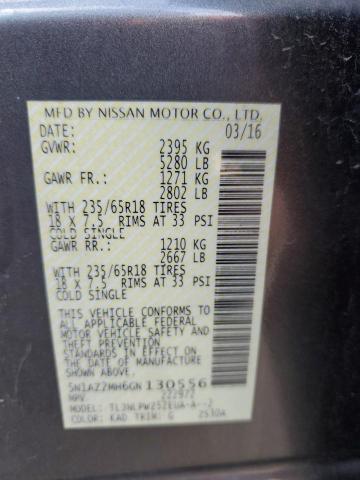 MFD BY NISSAN MOTOR CO., LTD.
DATE: 03/16
GVWR: 2395 KG
5280 LB
GAWR FR.: 1271 KG
2802 LB
WITH 235/65R18 TIRES
18 X 7.5 RIMS AT 33 PSI
COLD SINGLE
GAWR RR.: 1210 KG
2667 LB
WITH 235/65R18 TIRES
18 X 7.5 RIMS AT 33 PSI
COLD SINGLE
THIS VEHICLE CONFORMS TO
ALL APPLICABLE FEDERAL
MOTOR VEHICLE SAFETY AND
THEFT PREVENTION
STANDARDS IN EFFECT ON
THE DATE OF MANUFACTURE
SHOWN ABOVE.
5N1AZ2MH6GN130556
MPV
COLOR: KAD TRIM: G